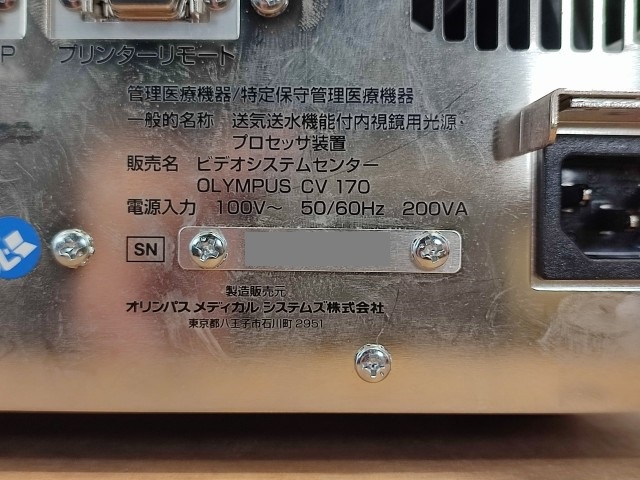 P
プリンターリモート
管理医療機器/特定保守管理医療機器
一般的名称 送気送水機能付内視鏡用光源・
プロセッサ装置
販売名 ビデオシステムセンター
OLYMPUS CV 170
電源入力 100V〜 50/60Hz 200VA
SN
製造販売元
オリンパス メディカル システムズ株式会社
東京都八王子市石川町 2951